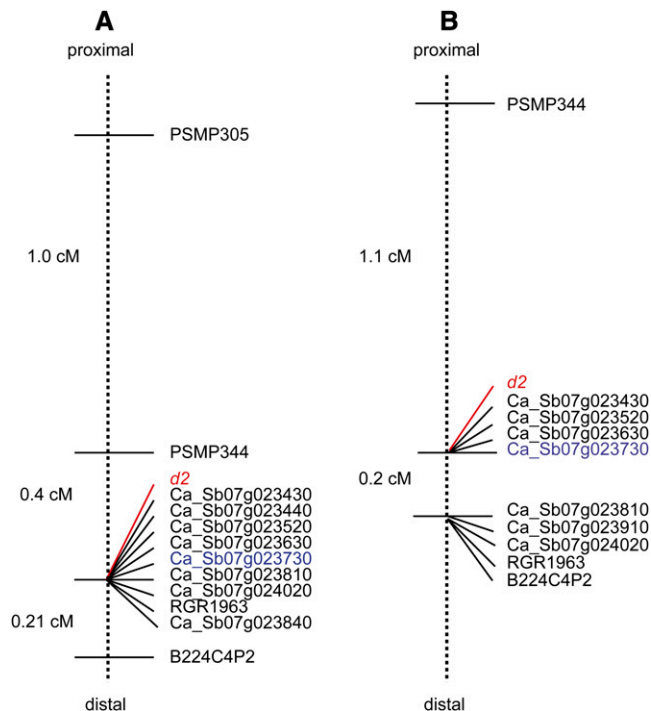 A
proximal
PSMP305
1.0 cM
PSMP344
0.4 cM
d2
Ca_Sb07g023430
Ca_Sb07g023440
Ca_Sb07g023520
Ca_Sb07g023630
Ca_Sb07g023730
Ca_Sb07g023810
Ca_Sb07g024020
RGR1963
Ca_Sb07g023840
0.21 cM
B224C4P2
distal
B
proximal
PSMP344
1.1 cM
d2
Ca_Sb07g023430
Ca_Sb07g023520
Ca_Sb07g023630
Ca_Sb07g023730
0.2 cM
Ca_Sb07g023810
Ca_Sb07g023910
Ca_Sb07g024020
RGR1963
B224C4P2
distal